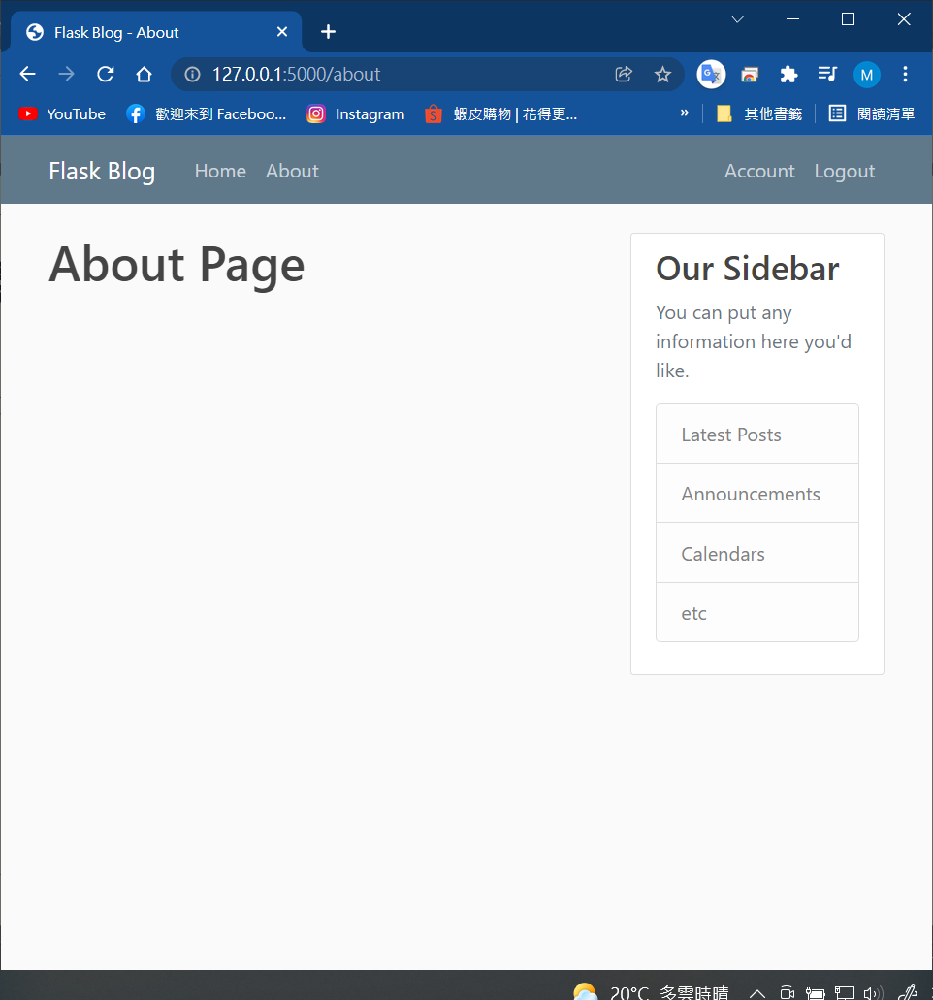 Flask Blog - About
127.0.0.1:5000/about
M
YouTube
歡迎來到 Faceboo...
Instagram
蝦皮購物 | 花得更...
»
其他書籤
閱讀清單
Flask Blog
Home
About
Account
Logout
About Page
Our Sidebar
You can put any
information here you'd
like.
Latest Posts
Announcements
Calendars
etc
20°C 多雲時晴